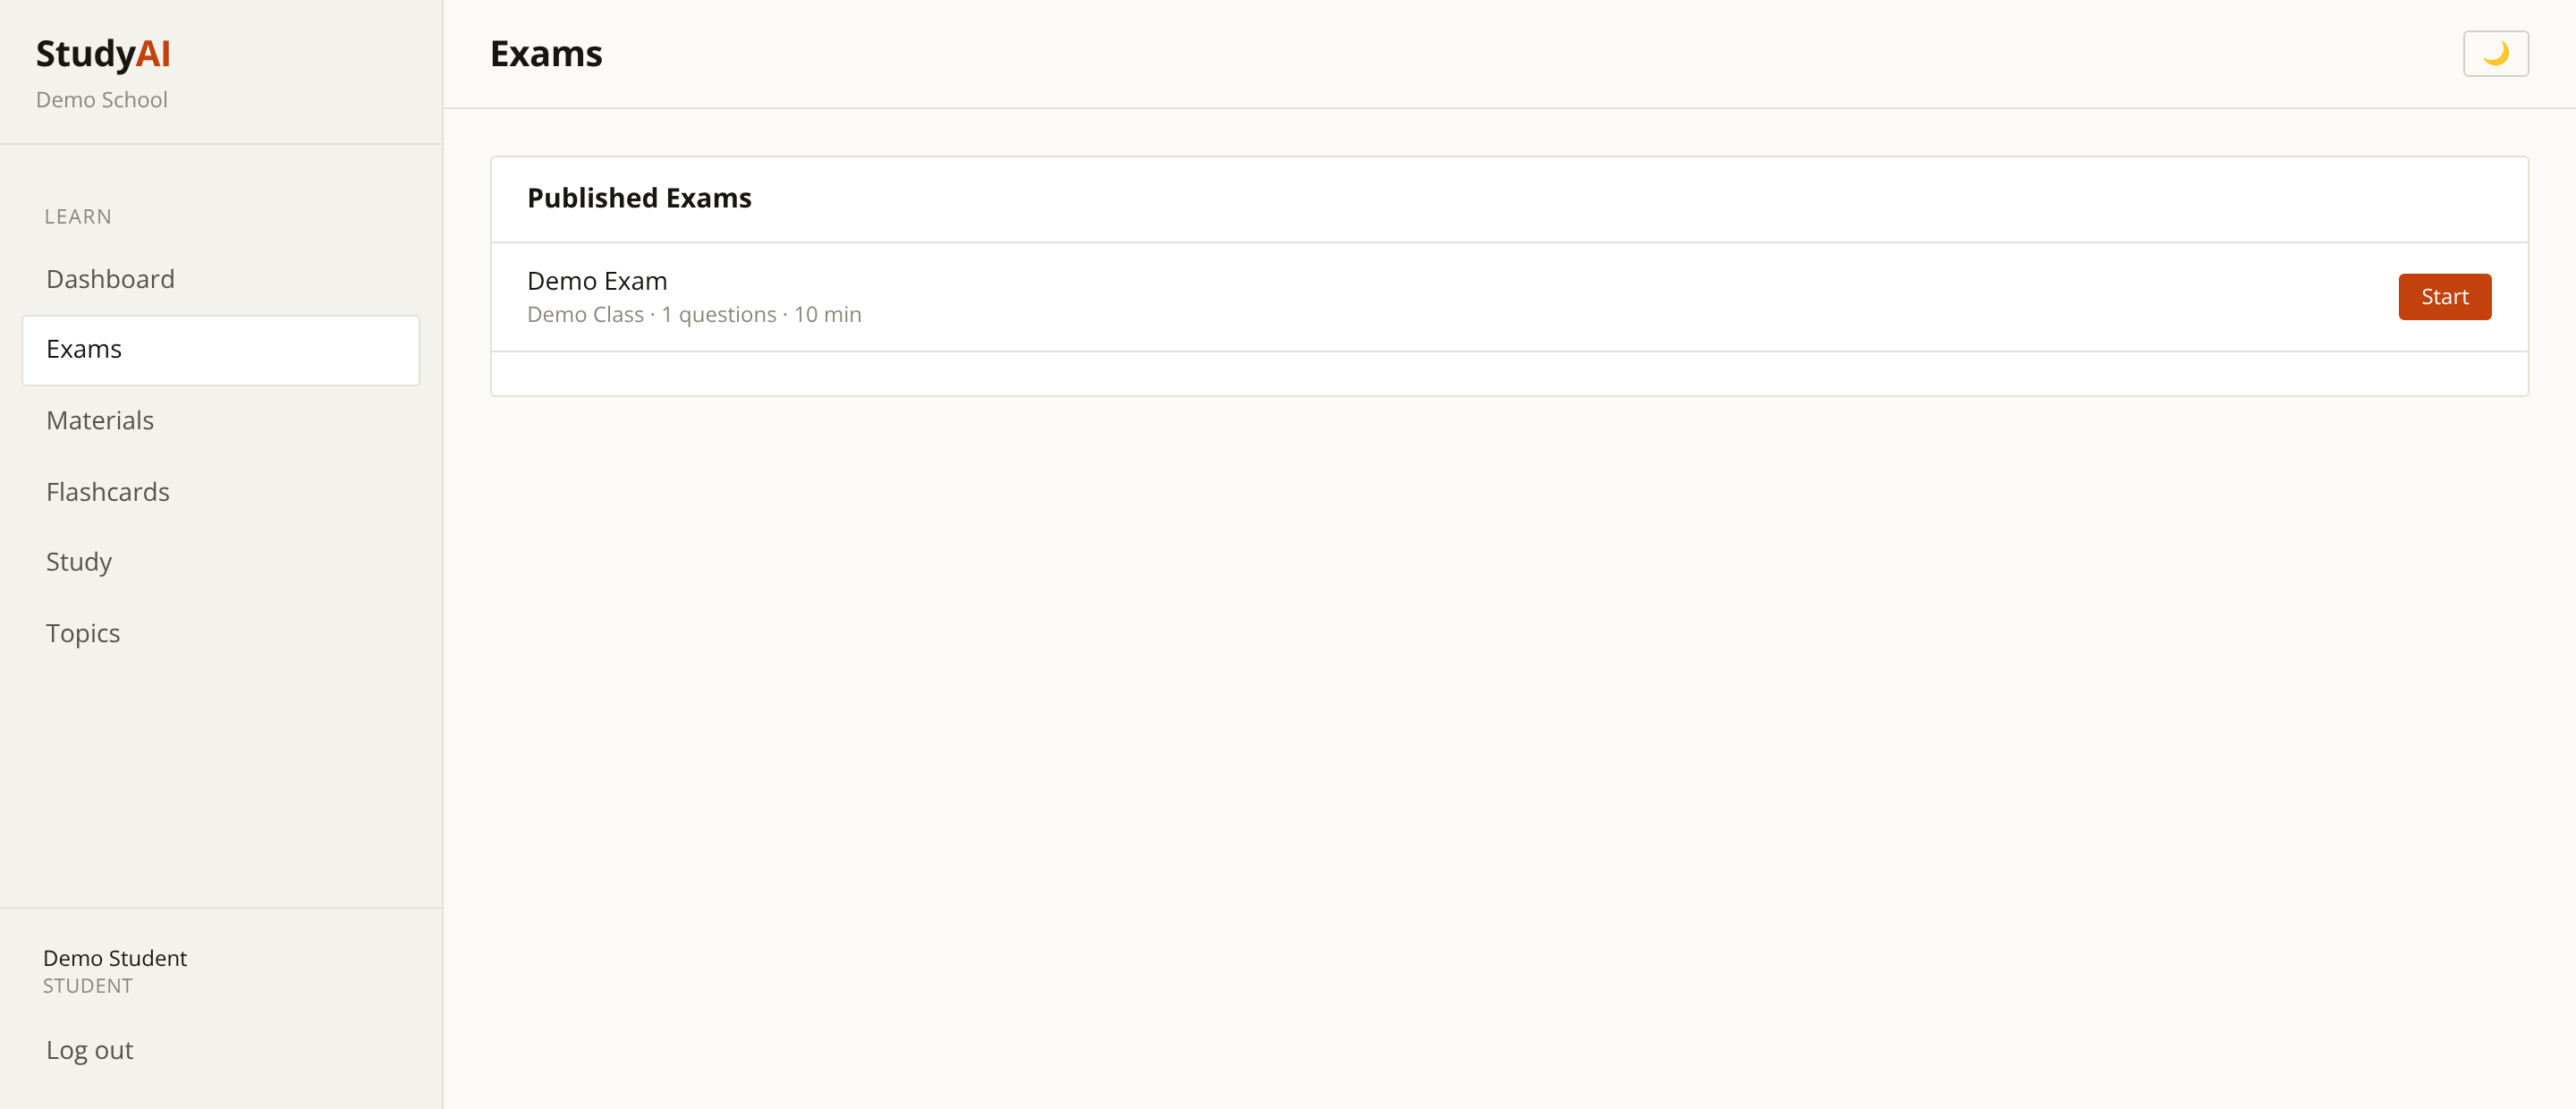 StudyAI
Demo School
LEARN
Dashboard
Exams
Materials
Flashcards
Study
Topics
Demo Student
STUDENT
Log out
Exams
Published Exams
Demo Exam
Demo Class · 1 questions · 10 min
Start